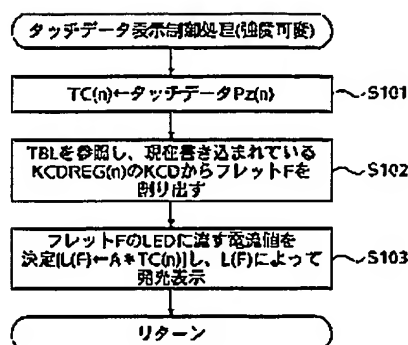 タッチデータ表示制御処理(強度可変)
TC(n)←タッチデータPz(n)
S101
TBLを参照し、現在書き込まれている
KCDREG(n)のKCDからフレットFを
割り出す
S102
フレットFのLEDに流す電流値を
決定[L(F)←A*TC(n)]し、L(F)によって
発光表示
S103
リターン